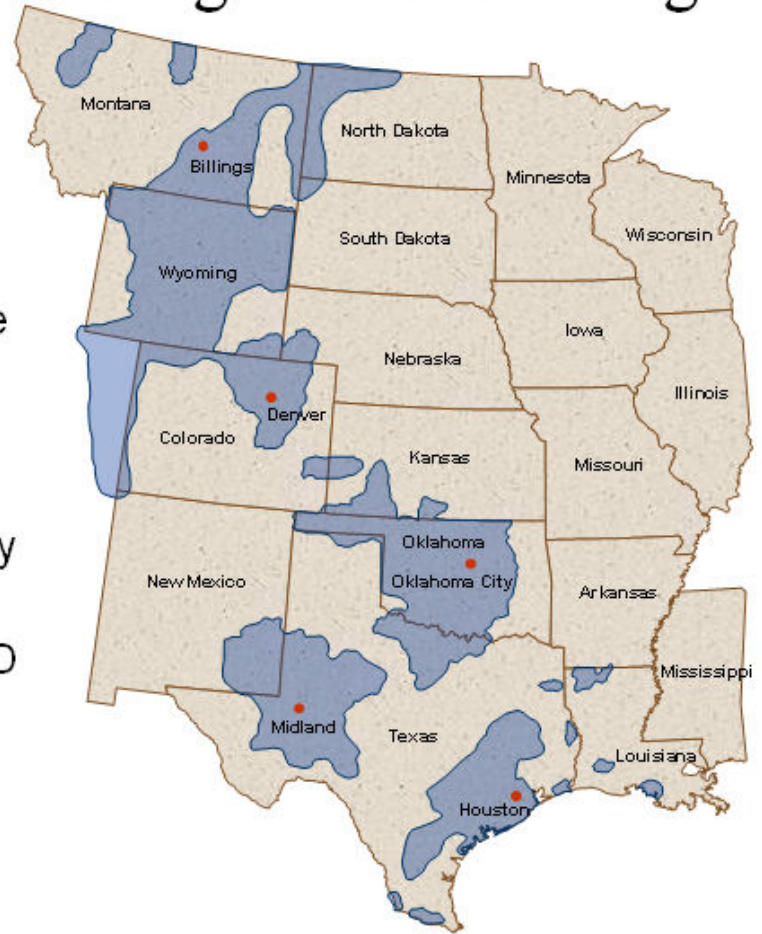 Montana
Billings
North Dakota
Minnesota
South Dakota
Wisconsin
Wyoming
e
Iowa
Nebraska
Illinois
Denver
Colorado
Kansas
Missouri
y
Oklahoma
New Mexico
Oklahoma City
Arkansas
O
Mississippi
Midland
Texas
Louisiana
Houston